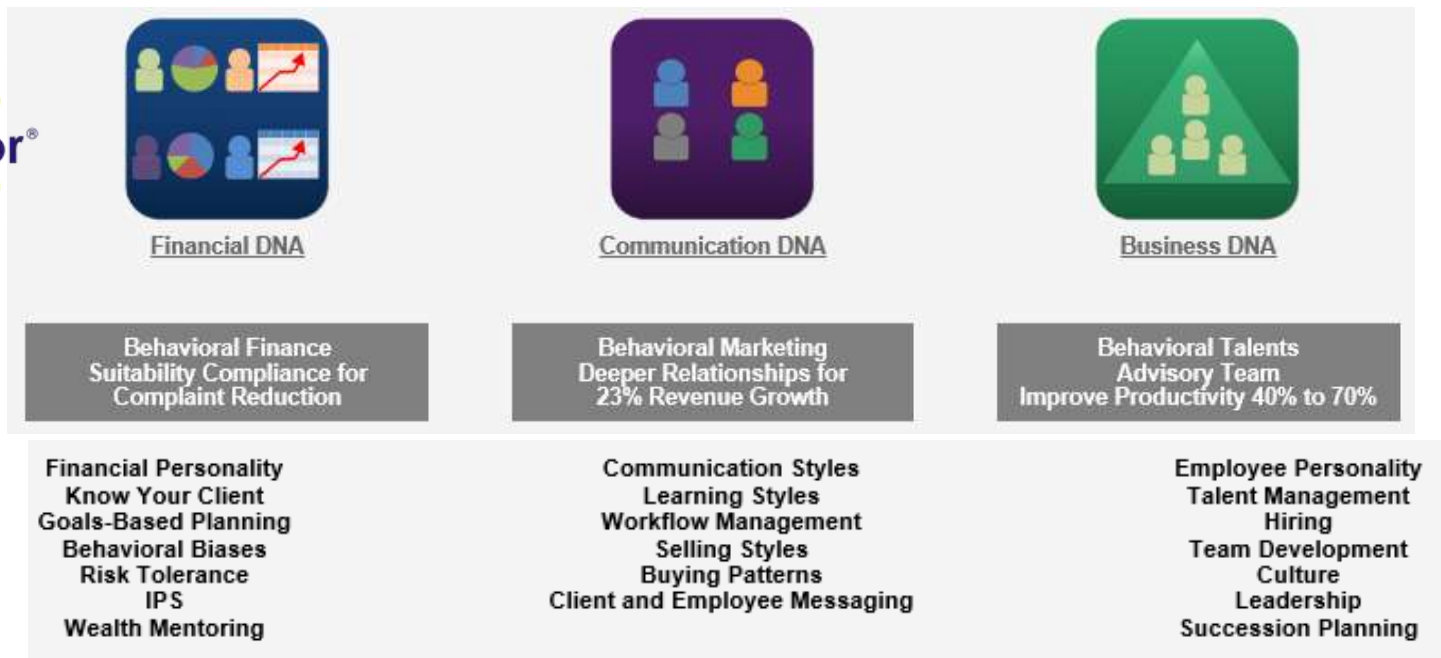 or®
Financial DNA
Communication DNA
Business DNA
Behavioral Finance
Suitability Compliance for
Complaint Reduction
Behavioral Marketing
Deeper Relationships for
23% Revenue Growth
Behavioral Talents
Advisory Team
Improve Productivity 40% to 70%
Financial Personality
Know Your Client
Goals-Based Planning
Behavioral Biases
Risk Tolerance
IPS
Wealth Mentoring
Communication Styles
Learning Styles
Workflow Management
Selling Styles
Buying Patterns
Client and Employee Messaging
Employee Personality
Talent Management
Hiring
Team Development
Culture
Leadership
Succession Planning